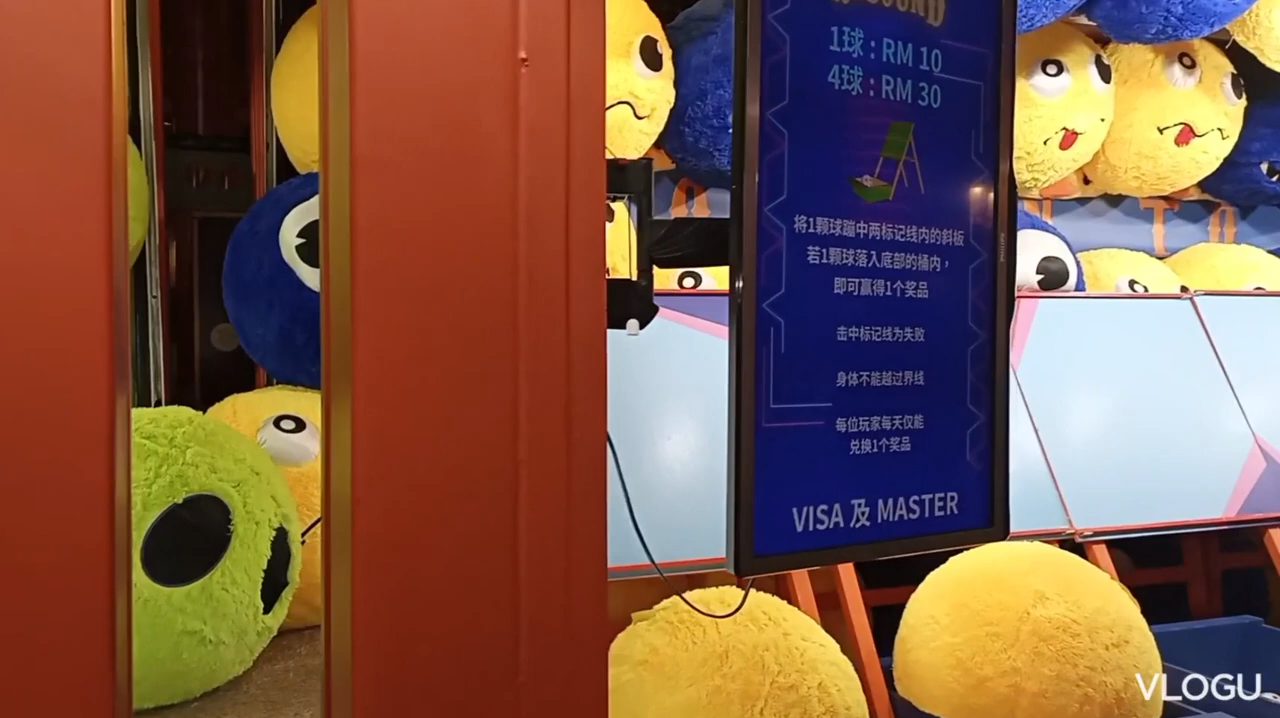 1球 : RM 10
4球 : RM 30
将1颗球蹦中两标记线内的斜板
若1颗球落入底部的桶内，
即可赢得1个奖品
击中标记线为失败
身体不能越过界线
每位玩家每天仅能
兑换1个奖品
VISA 及 MASTER
PHILIPS
VLOGU